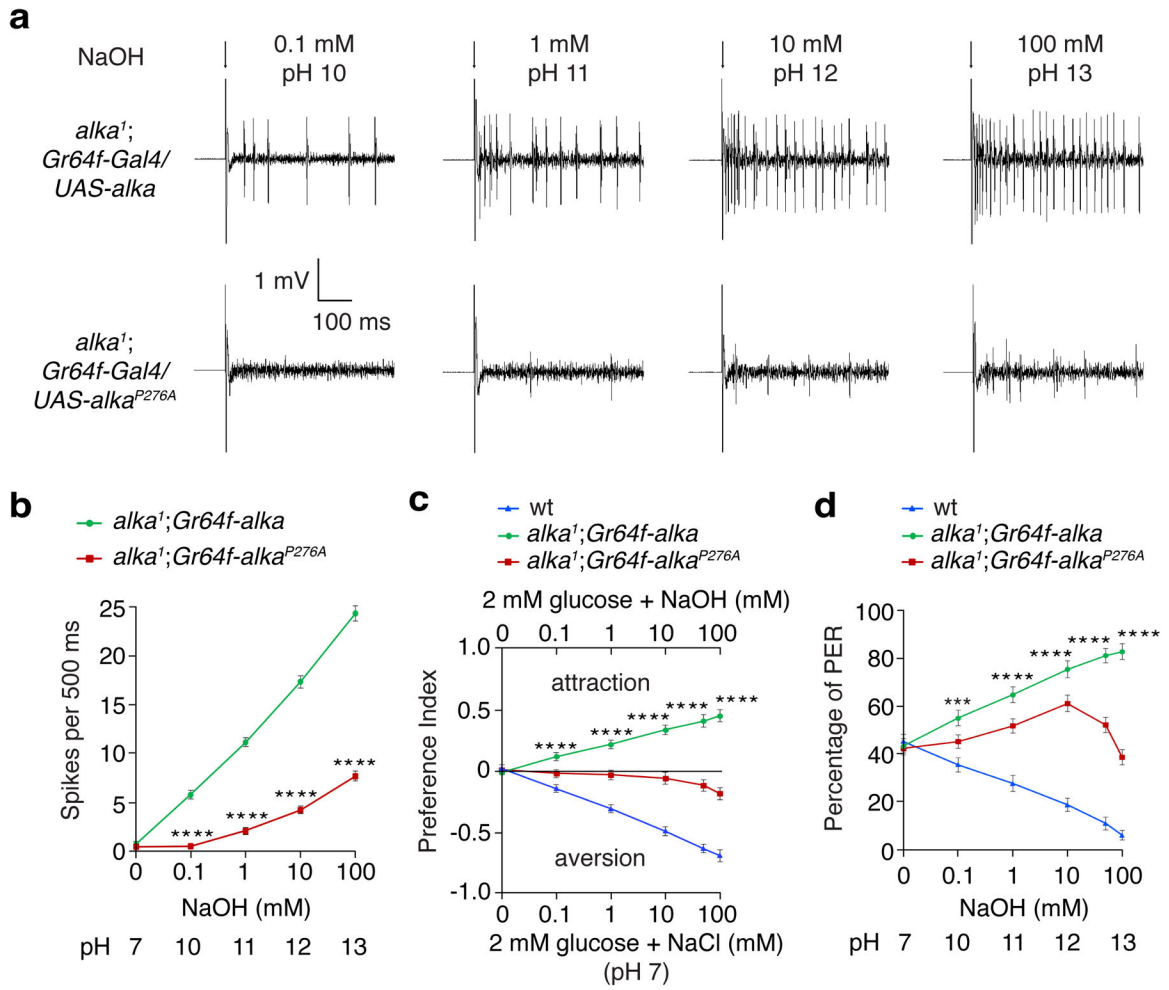 a
NaOH
0.1 mM
pH 10
1 mM
pH 11
10 mM
pH 12
100 mM
pH 13
alka¹;
Gr64f-Gal4/
UAS-alka
1 mV
100 ms
alka¹;
Gr64f-Gal4/
UAS-alkaᴾ²⁷⁶ᴬ
b
alka¹;Gr64f-alka
alka¹;Gr64f-alkaᴾ²⁷⁶ᴬ
Spikes per 500 ms
25
20
15
10
5
0
**** **** **** ****
0 0.1 1 10 100
NaOH (mM)
pH 7 10 11 12 13
c
wt
alka¹;Gr64f-alka
alka¹;Gr64f-alkaᴾ²⁷⁶ᴬ
2 mM glucose + NaOH (mM)
0 0.1 1 10 100
Preference Index
1.0
0.5
0
-0.5
-1.0
attraction
**** **** **** **** ****
aversion
0 0.1 1 10 100
2 mM glucose + NaCl (mM)
(pH 7)
d
wt
alka¹;Gr64f-alka
alka¹;Gr64f-alkaᴾ²⁷⁶ᴬ
Percentage of PER
100
80
60
40
20
0
*** **** **** **** ****
0 0.1 1 10 100
NaOH (mM)
pH 7 10 11 12 13